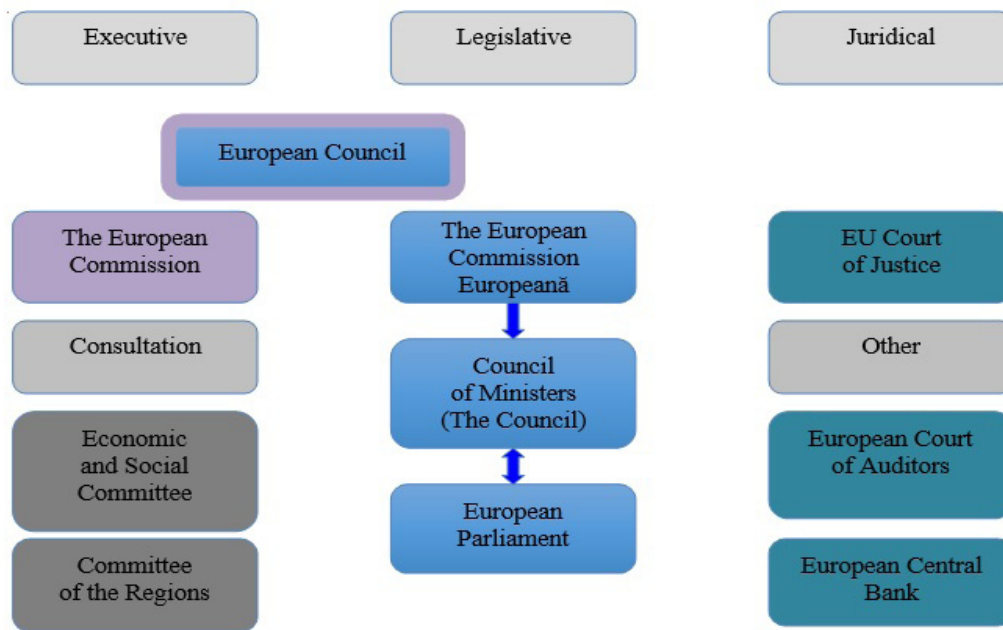 Executive
Legislative
Juridical
European Council
The European
Commission
The European
Commission
Europeană
EU Court
of Justice
Consultation
Council
of Ministers
(The Council)
Other
Economic
and Social
Committee
European Court
of Auditors
European
Parliament
Committee
of the Regions
European Central
Bank